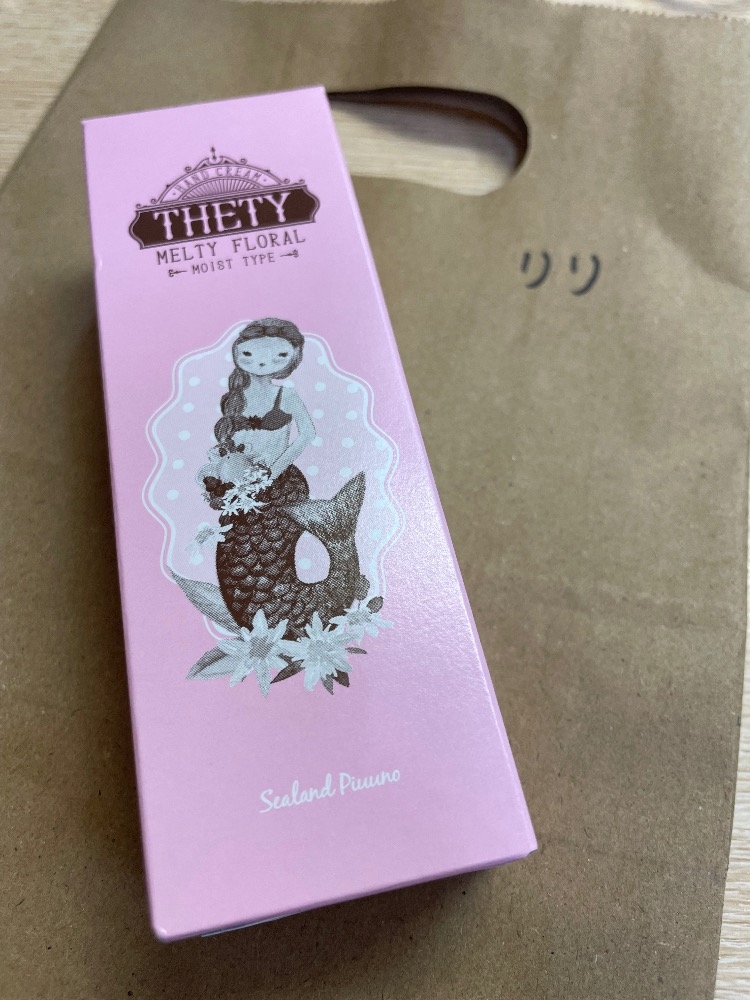 HAND CREAM
THETY
MELTY FLORAL
MOIST TYPE
Sealand Piuuno
リリ